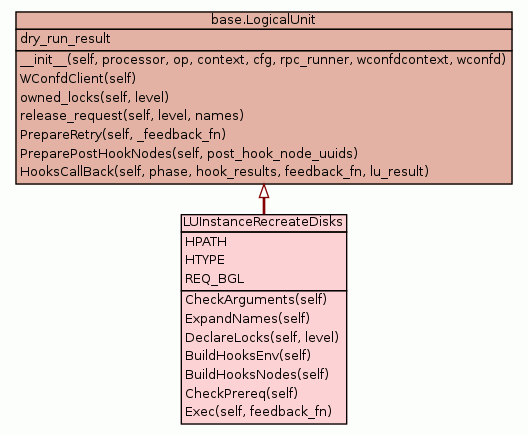 base.LogicalUnit
dry_run_result
__init__(self, processor, op, context, cfg, rpc_runner, wconfdcontext, wconfd)
WConfdClient(self)
owned_locks(self, level)
release_request(self, level, names)
PrepareRetry(self, _feedback_fn)
PreparePostHookNodes(self, post_hook_node_uuids)
HooksCallBack(self, phase, hook_results, feedback_fn, lu_result)
LUInstanceRecreateDisks
HPATH
HTYPE
REQ_BGL
CheckArguments(self)
ExpandNames(self)
DeclareLocks(self, level)
BuildHooksEnv(self)
BuildHooksNodes(self)
CheckPrereq(self)
Exec(self, feedback_fn)